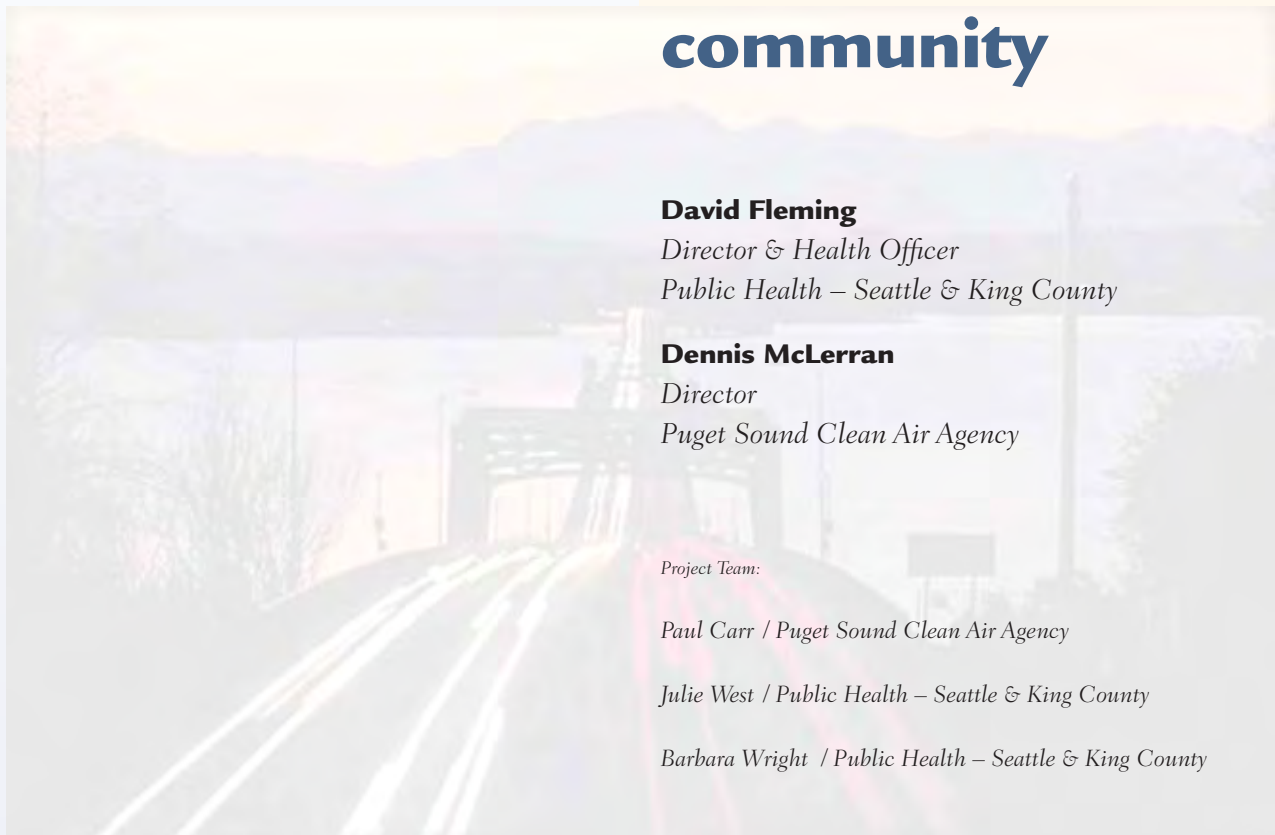 community
David Fleming
Director & Health Officer
Public Health – Seattle & King County
Dennis McLerran
Director
Puget Sound Clean Air Agency
Project Team:
Paul Carr / Puget Sound Clean Air Agency
Julie West / Public Health – Seattle & King County
Barbara Wright / Public Health – Seattle & King County